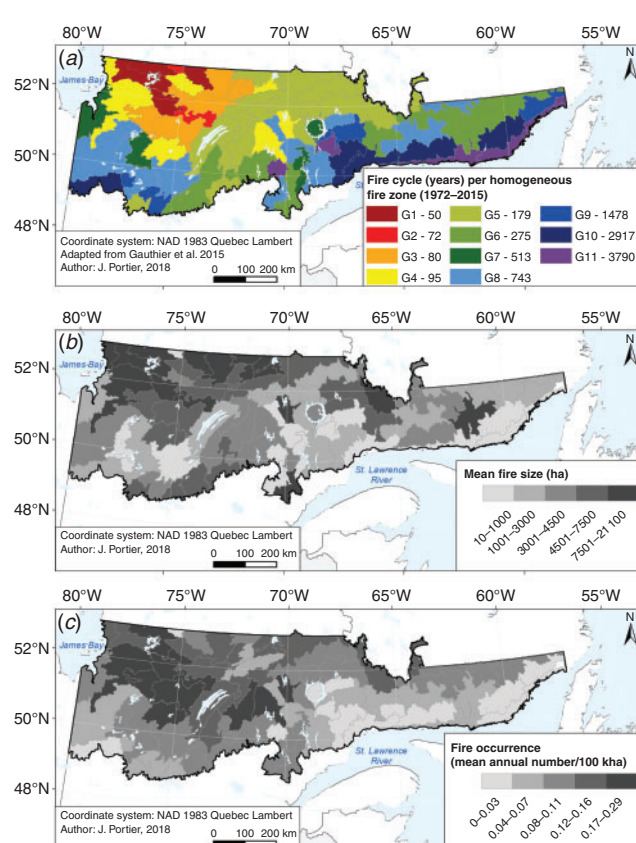 80°W 75°W 70°W 65°W 60°W 55°W
(a)
N
James Bay
52°N
50°N
48°N
Fire cycle (years) per homogeneous
fire zone (1972–2015)
G1 - 50 G5 - 179 G9 - 1478
G2 - 72 G6 - 275 G10 - 2917
G3 - 80 G7 - 513 G11 - 3790
G4 - 95 G8 - 743
Coordinate system: NAD 1983 Quebec Lambert
Adapted from Gauthier et al. 2015
Author: J. Portier, 2018
0 100 200 km
80°W 75°W 70°W 65°W 60°W 55°W
(b)
N
James Bay
52°N
50°N
48°N
St. Lawrence
River
Mean fire size (ha)
10–1000
1001–3000
3001–4500
4501–7500
7501–21 100
Coordinate system: NAD 1983 Quebec Lambert
Author: J. Portier, 2018
0 100 200 km
80°W 75°W 70°W 65°W 60°W 55°W
(c)
N
James Bay
52°N
50°N
48°N
St. Lawrence
River
Fire occurrence
(mean annual number/100 kha)
0–0.03
0.04–0.07
0.08–0.11
0.12–0.16
0.17–0.29
Coordinate system: NAD 1983 Quebec Lambert
Author: J. Portier, 2018
0 100 200 km